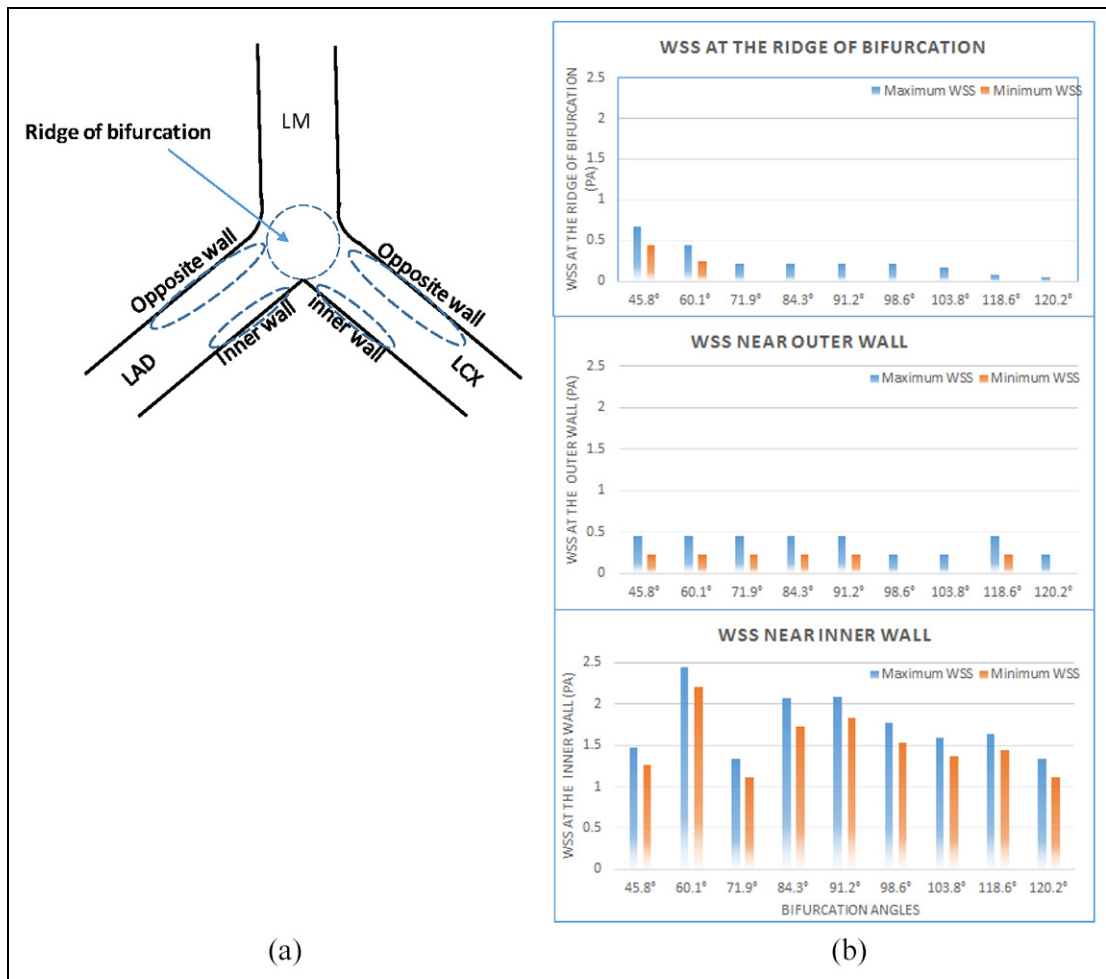 LM
Ridge of bifurcation
Opposite wall
Opposite wall
Inner wall
Inner wall
LAD
LCX
(a)
WSS AT THE RIDGE OF BIFURCATION
Maximum WSS
Minimum WSS
WSS AT THE RIDGE OF BIFURCATION
(PA)
2.5
2
1.5
1
0.5
0
45.8° 60.1° 71.9° 84.3° 91.2° 98.6° 103.8° 118.6° 120.2°
WSS NEAR OUTER WALL
Maximum WSS
Minimum WSS
WSS AT THE OUTER WALL (PA)
2.5
2
1.5
1
0.5
0
45.8° 60.1° 71.9° 84.3° 91.2° 98.6° 103.8° 118.6° 120.2°
WSS NEAR INNER WALL
Maximum WSS
Minimum WSS
WSS AT THE INNER WALL (PA)
2.5
2
1.5
1
0.5
0
45.8° 60.1° 71.9° 84.3° 91.2° 98.6° 103.8° 118.6° 120.2°
BIFURCATION ANGLES
(b)